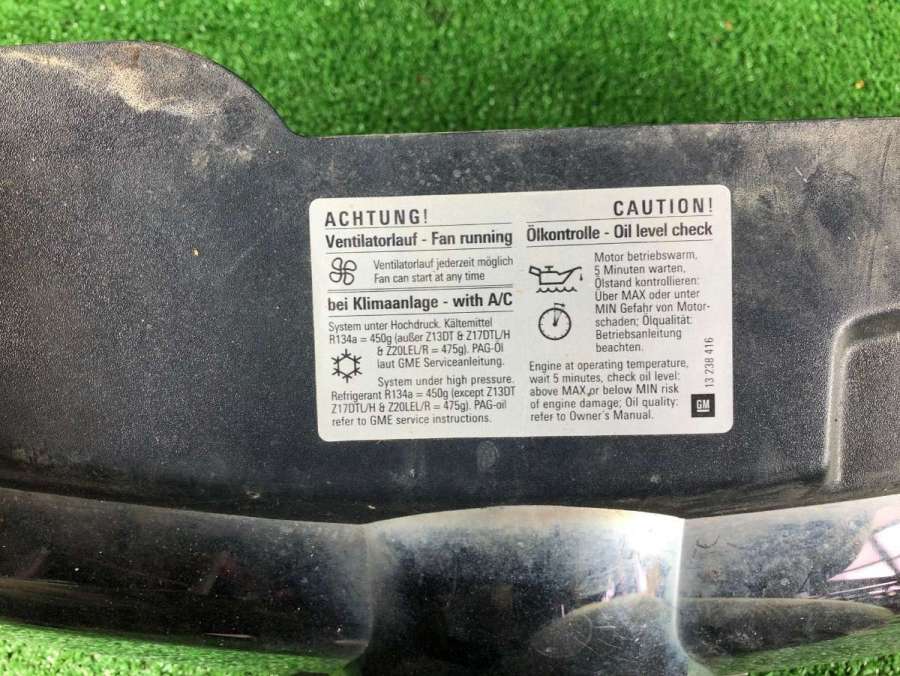 ACHTUNG!
Ventilatorlauf - Fan running
Ventilatorlauf jederzeit möglich
Fan can start at any time
bei Klimaanlage - with A/C
System unter Hochdruck. Kältemittel
R134a = 450g (außer Z13DT & Z17DTL/H
& Z20LEL/R = 475g). PAG-Öl
laut GME Serviceanleitung.
System under high pressure.
Refrigerant R134a = 450g (except Z13DT
Z17DTL/H & Z20LEL/R = 475g). PAG-oil
refer to GME service instructions.
CAUTION!
Ölkontrolle - Oil level check
Motor betriebswarm,
5 Minuten warten,
Ölstand kontrollieren:
Über MAX oder unter
MIN Gefahr von Motor-
schaden; Ölqualität:
Betriebsanleitung
beachten.
Engine at operating temperature,
wait 5 minutes, check oil level:
above MAX,or below MIN risk
of engine damage; Oil quality:
refer to Owner's Manual.
13 238 416
GM